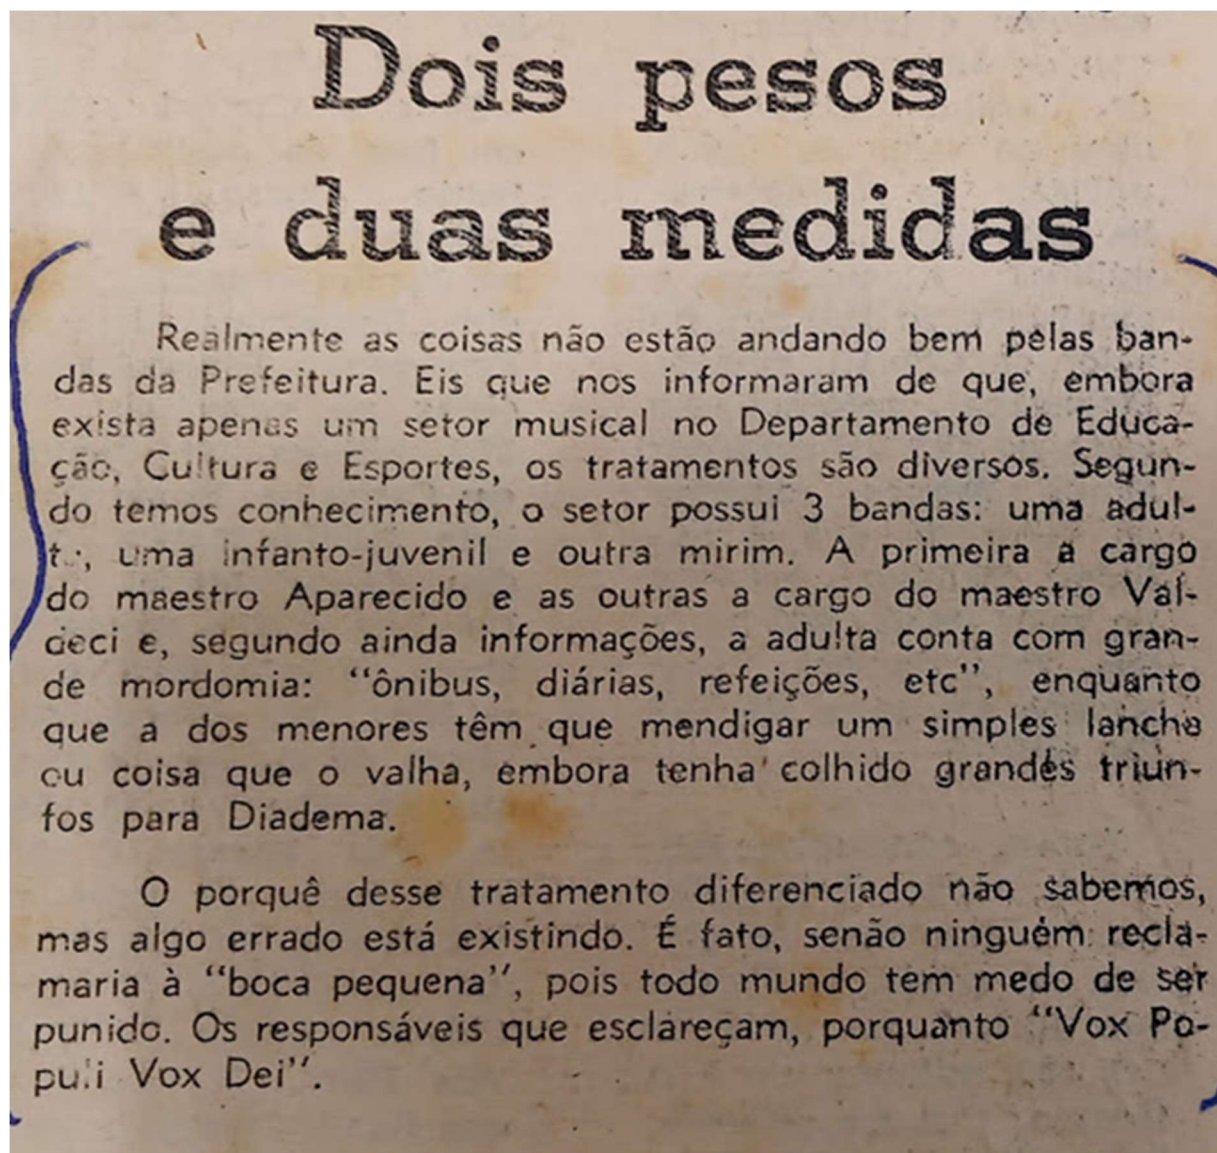 Dois pesos
e duas medidas
Realmente as coisas não estão andando bem pelas ban-
das da Prefeitura. Eis que nos informaram de que, embora
exista apenas um setor musical no Departamento de Educa-
ção, Cultura e Esportes, os tratamentos são diversos. Segun-
do temos conhecimento, o setor possui 3 bandas: uma adul-
ta, uma infanto-juvenil e outra mirim. A primeira a cargo
do maestro Aparecido e as outras a cargo do maestro Val-
deci e, segundo ainda informações, a adulta conta com gran-
de mordomia: "ônibus, diárias, refeições, etc", enquanto
que a dos menores têm que mendigar um simples lanche
ou coisa que o valha, embora tenha colhido grandes triun-
fos para Diadema.
O porquê desse tratamento diferenciado não sabemos,
mas algo errado está existindo. É fato, senão ninguém recla-
maria à "boca pequena", pois todo mundo tem medo de ser
punido. Os responsáveis que esclareçam, porquanto "Vox Po-
puli Vox Dei".